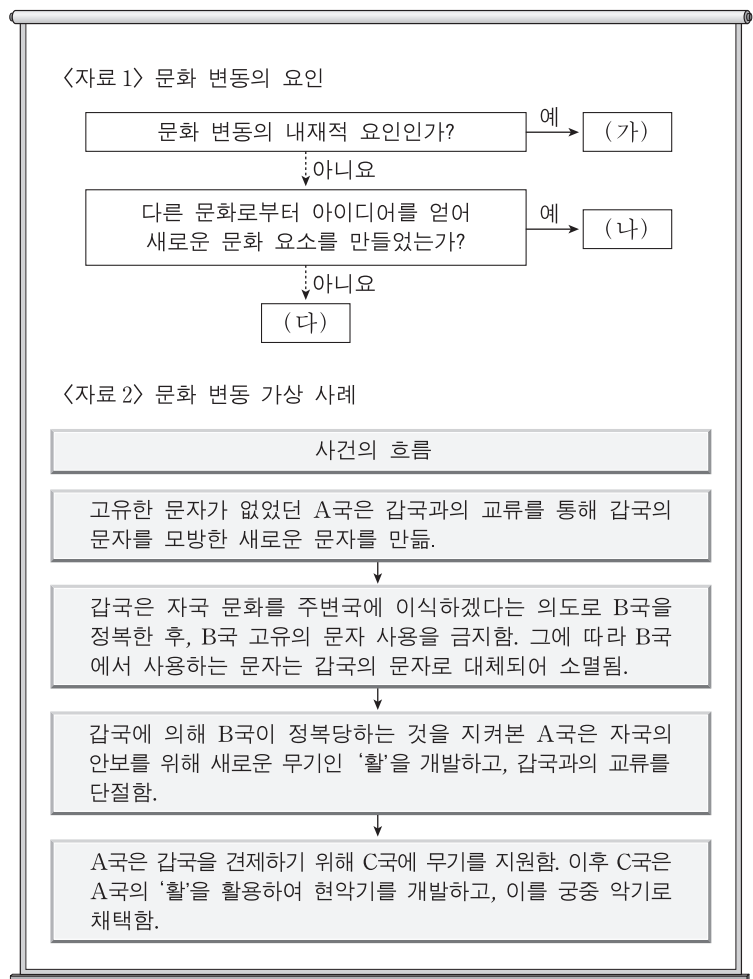 〈자료 1〉 문화 변동의 요인
문화 변동의 내재적 요인인가?
예
(가)
아니요
다른 문화로부터 아이디어를 얻어
새로운 문화 요소를 만들었는가?
예
(나)
아니요
(다)
〈자료 2〉 문화 변동 가상 사례
사건의 흐름
고유한 문자가 없었던 A국은 갑국과의 교류를 통해 갑국의
문자를 모방한 새로운 문자를 만듦.
갑국은 자국 문화를 주변국에 이식하겠다는 의도로 B국을
정복한 후, B국 고유의 문자 사용을 금지함. 그에 따라 B국
에서 사용하는 문자는 갑국의 문자로 대체되어 소멸됨.
갑국에 의해 B국이 정복당하는 것을 지켜본 A국은 자국의
안보를 위해 새로운 무기인 ‘활’을 개발하고, 갑국과의 교류를
단절함.
A국은 갑국을 견제하기 위해 C국에 무기를 지원함. 이후 C국은
A국의 ‘활’을 활용하여 현악기를 개발하고, 이를 궁중 악기로
채택함.